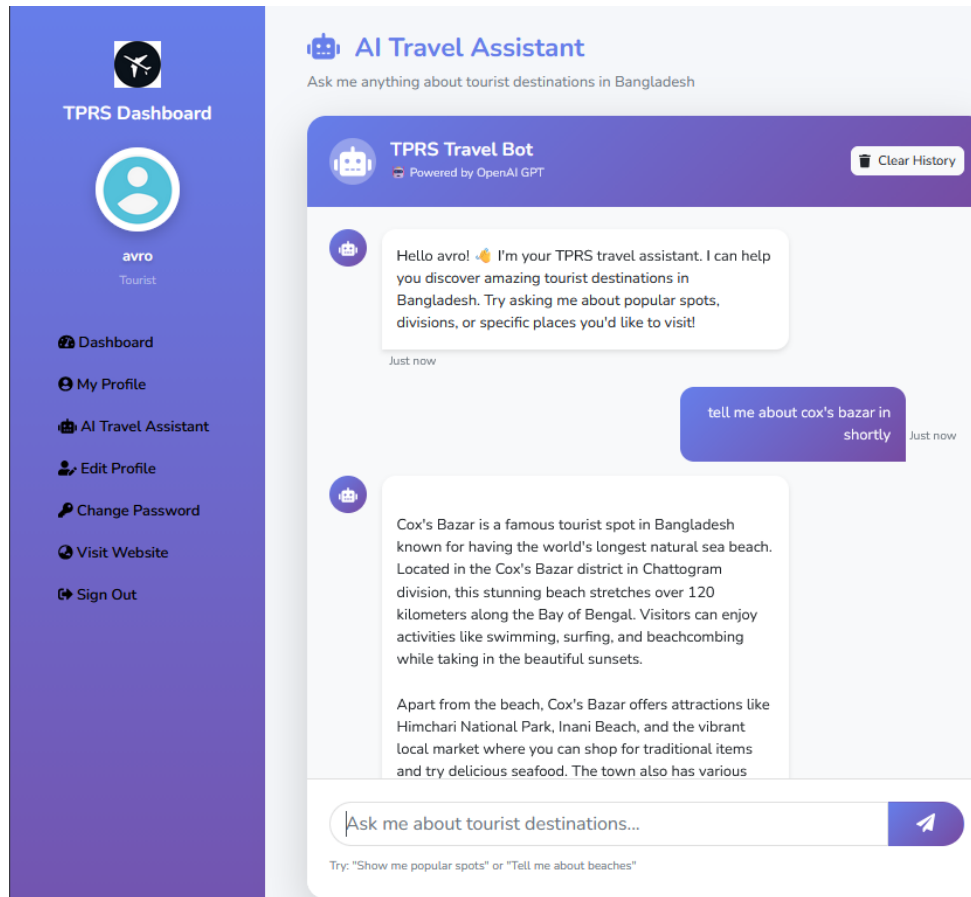 TPRS Dashboard
avro
Tourist
Dashboard
My Profile
AI Travel Assistant
Edit Profile
Change Password
Visit Website
Sign Out
AI Travel Assistant
Ask me anything about tourist destinations in Bangladesh
TPRS Travel Bot
Powered by OpenAI GPT
Clear History
Hello avro! 👋 I'm your TPRS travel assistant. I can help
you discover amazing tourist destinations in
Bangladesh. Try asking me about popular spots,
divisions, or specific places you'd like to visit!
Just now
tell me about cox's bazar in
shortly
Just now
Cox's Bazar is a famous tourist spot in Bangladesh
known for having the world's longest natural sea beach.
Located in the Cox's Bazar district in Chattogram
division, this stunning beach stretches over 120
kilometers along the Bay of Bengal. Visitors can enjoy
activities like swimming, surfing, and beachcombing
while taking in the beautiful sunsets.
Apart from the beach, Cox's Bazar offers attractions like
Himchari National Park, Inani Beach, and the vibrant
local market where you can shop for traditional items
and try delicious seafood. The town also has various
Ask me about tourist destinations...
Try: "Show me popular spots" or "Tell me about beaches"